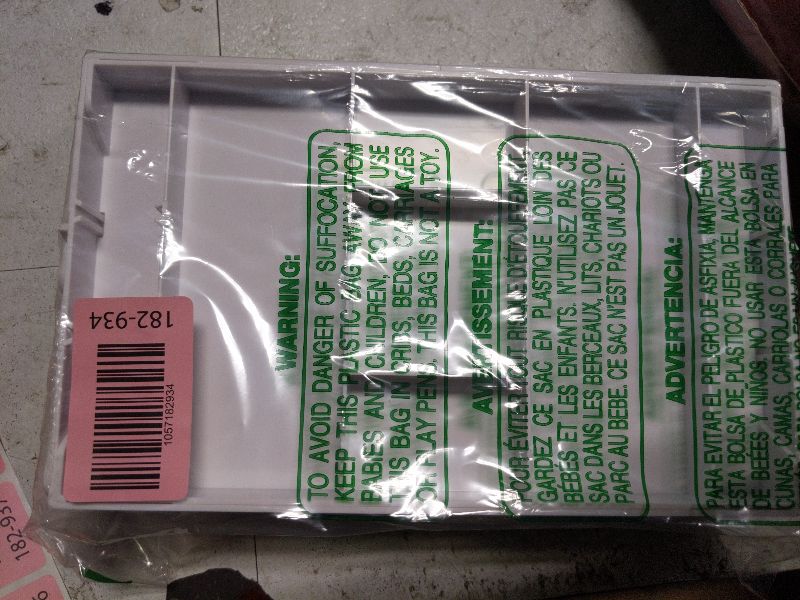 182-934
1057182934
WARNING:
TO AVOID DANGER OF SUFFOCATION,
KEEP THIS PLASTIC BAG AWAY FROM
BABIES AND CHILDREN, DO NOT USE
THIS BAG IN CRIBS, BEDS, CARRIAGES
OR PLAY PENS. THIS BAG IS NOT A TOY.
AVERTISSEMENT:
POUR ÉVITER TOUT RISQUE D'ÉTOUFFEMENT,
GARDEZ CE SAC EN PLASTIQUE LOIN DES
BÉBÉS ET LES ENFANTS. N'UTILISEZ PAS CE
SAC DANS LES BERCEAUX, LITS, CHARIOTS OU
PARC AU BEBE. CE SAC N'EST PAS UN JOUET.
ADVERTENCIA:
PARA EVITAR EL PELIGRO DE ASFIXIA, MANTENGA
ESTA BOLSA DE PLASTICO FUERA DEL ALCANCE
DE BEÉES Y NIÑOS. NO USAR ESTA BOLSA EN
CUNAS, CAMAS, CARRIOLAS O CORRALES PARA
182-937
182-93